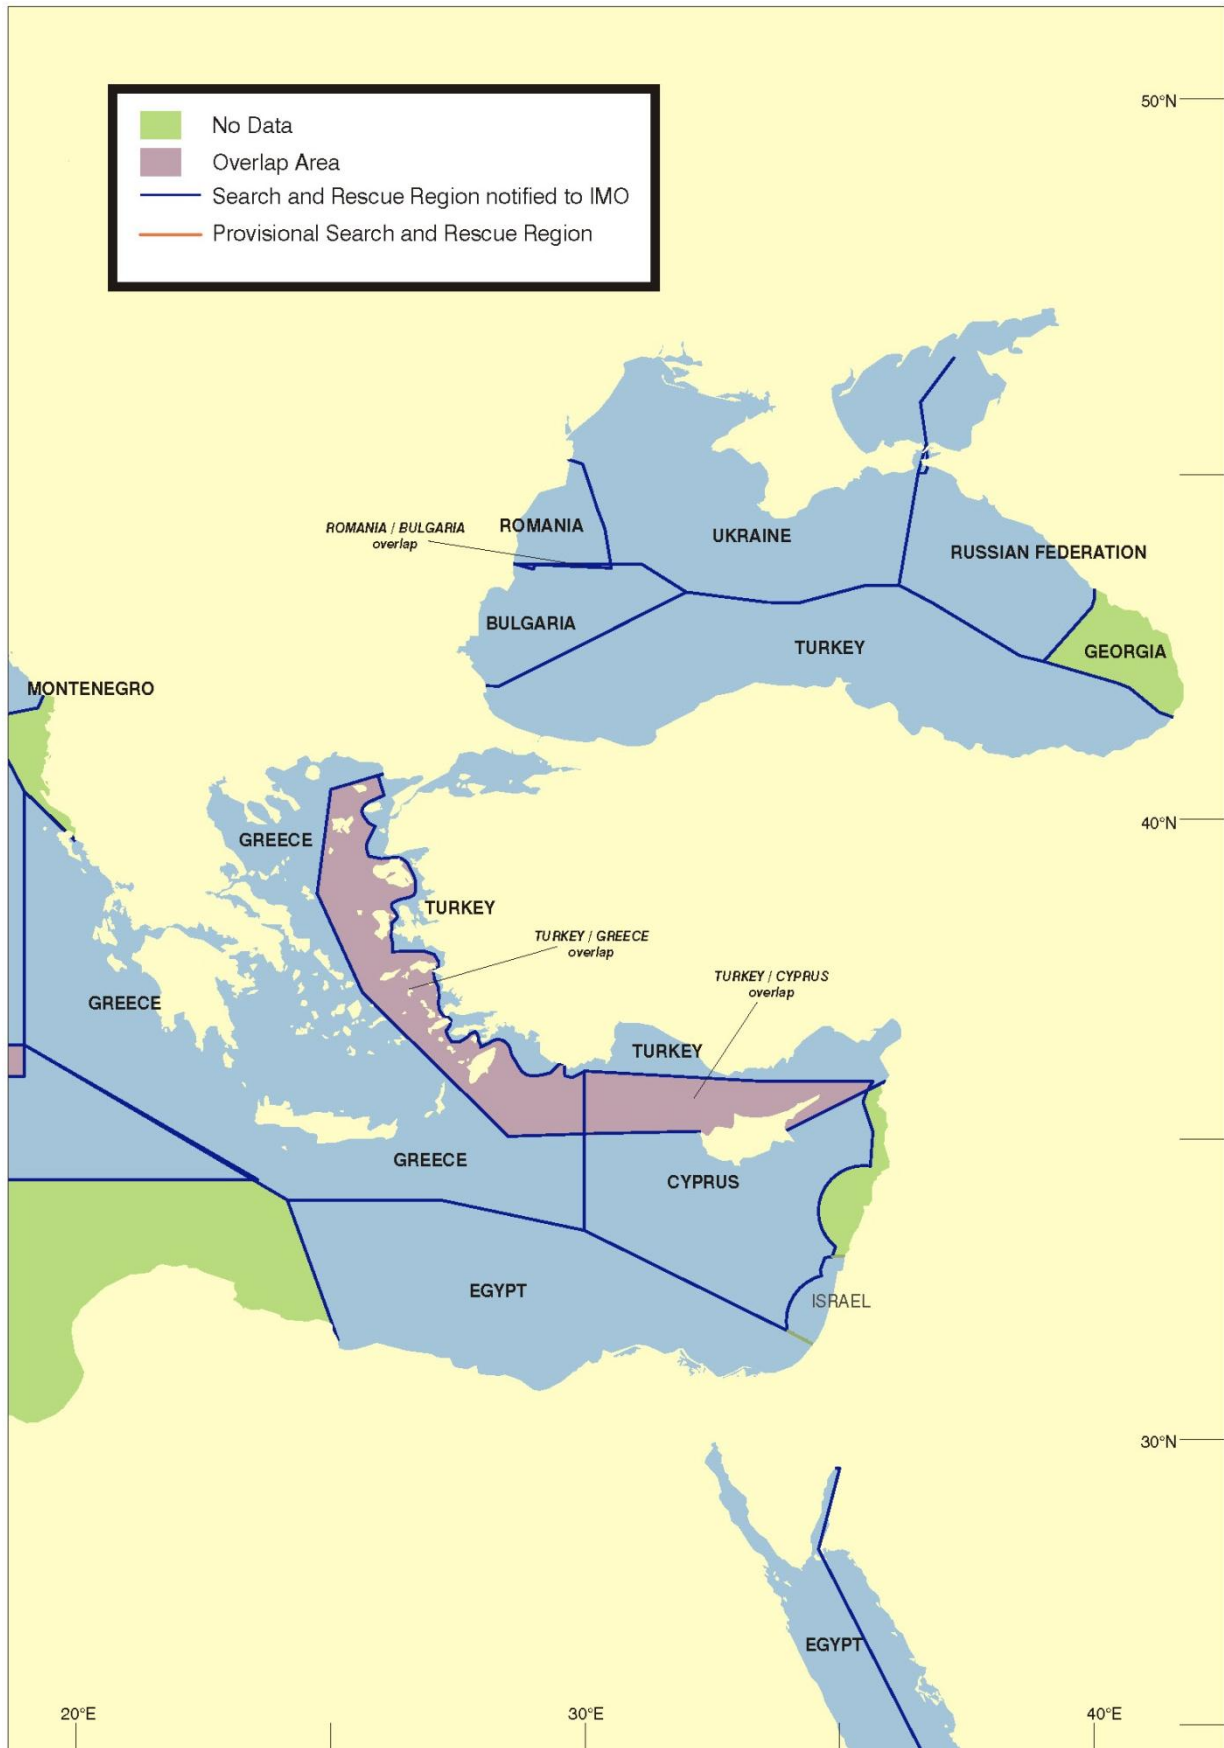 No Data
Overlap Area
Search and Rescue Region notified to IMO
Provisional Search and Rescue Region
50°N
ROMANIA / BULGARIA
overlap
ROMANIA
UKRAINE
RUSSIAN FEDERATION
BULGARIA
TURKEY
GEORGIA
MONTENEGRO
40°N
GREECE
TURKEY
TURKEY / GREECE
overlap
TURKEY / CYPRUS
overlap
GREECE
TURKEY
GREECE
CYPRUS
EGYPT
ISRAEL
30°N
EGYPT
20°E
30°E
40°E